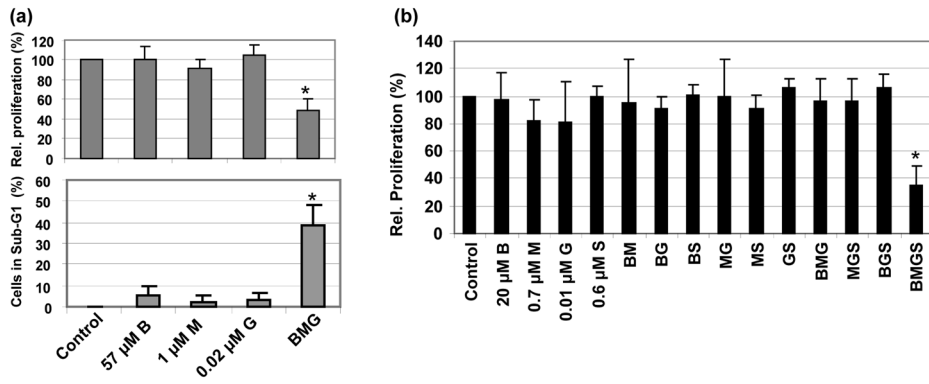 (a)
Rel. proliferation (%)
120
100
80
60
40
20
0
*
Cells in Sub-G1 (%)
60
50
40
30
20
10
0
*
Control
57 µM B
1 µM M
0.02 µM G
BMG
(b)
Rel. Proliferation (%)
140
120
100
80
60
40
20
0
*
Control
20 µM B
0.7 µM M
0.01 µM G
0.6 µM S
BM
BG
BS
MG
MS
GS
BMG
MGS
BGS
BMGS